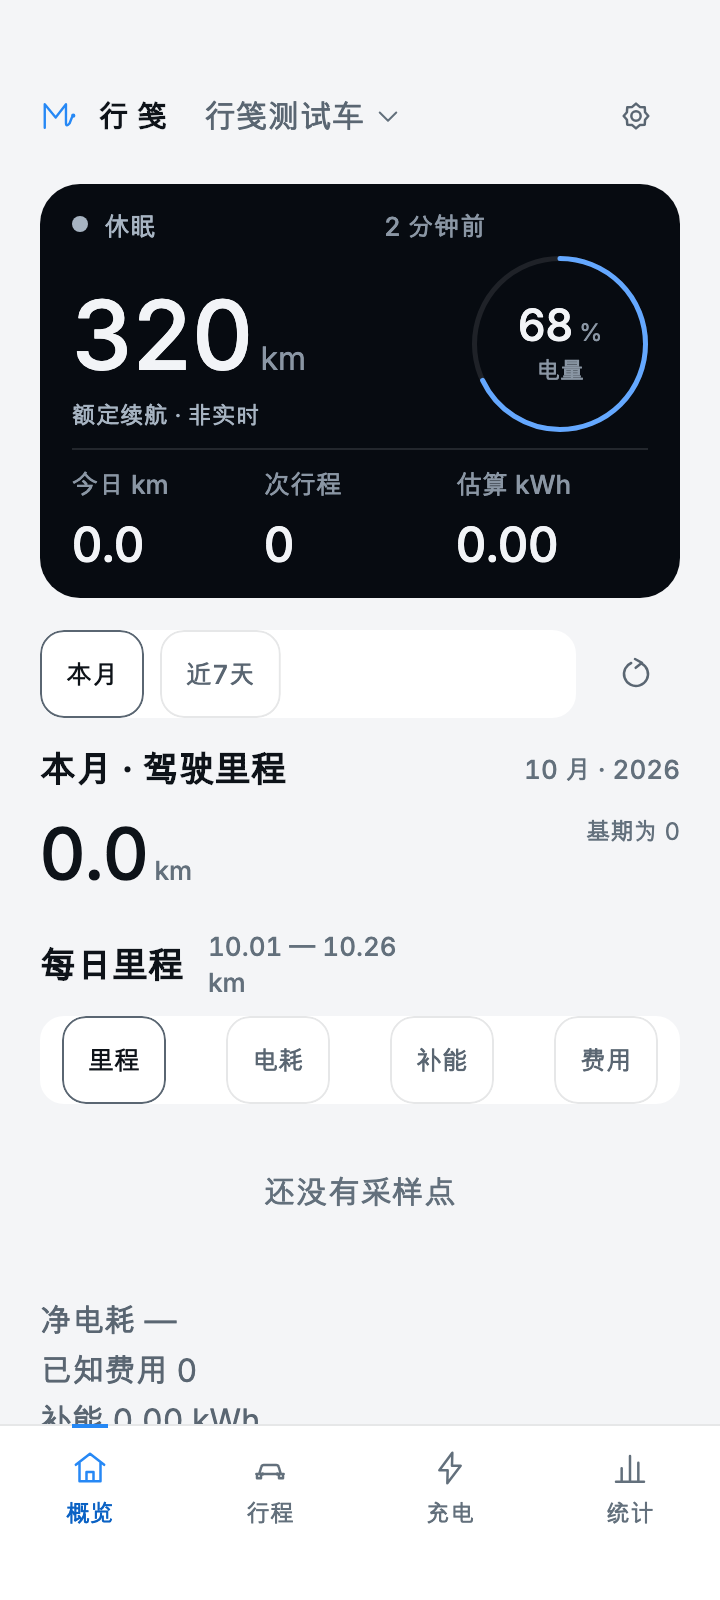 行笺 行笺测试车
休眠 2 分钟前
320 km
68 %
电量
额定续航 · 非实时
今日 km 次行程 估算 kWh
0.0 0 0.00
本月 近7天
本月 · 驾驶里程 10 月 · 2026
0.0 km 基期为 0
每日里程 10.01 — 10.26
km
里程 电耗 补能 费用
还没有采样点
净电耗 —
已知费用 0
补能 0.00 kWh
概览 行程 充电 统计